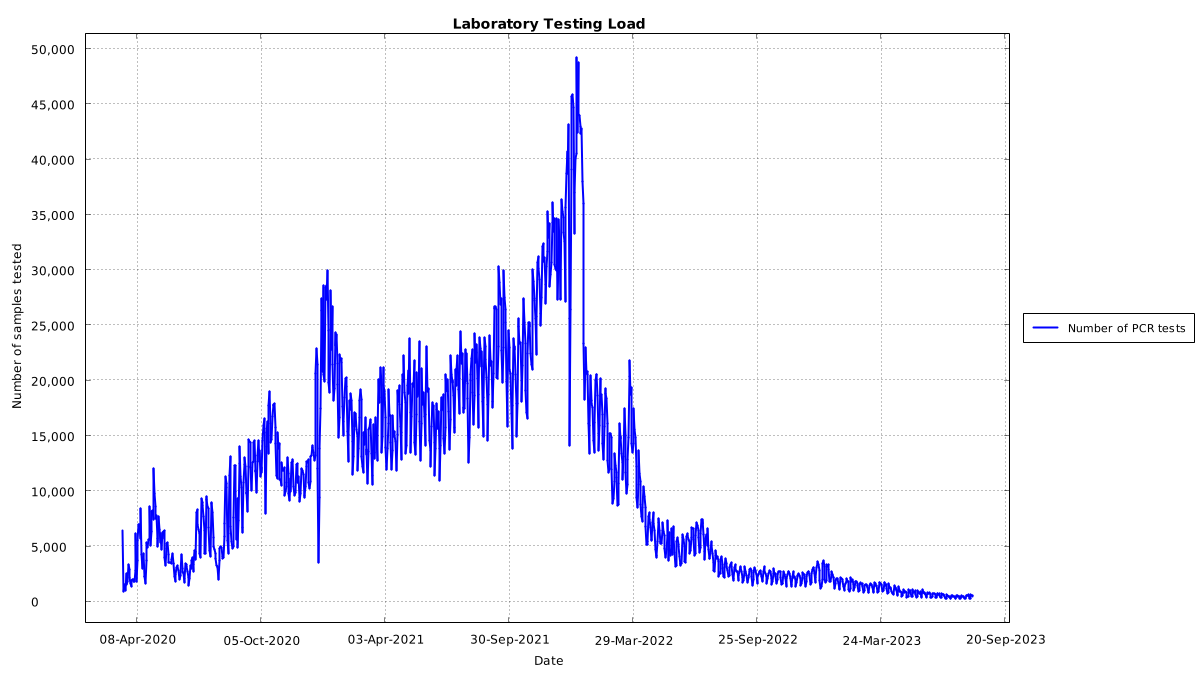 Laboratory Testing Load
50,000
45,000
40,000
35,000
30,000
25,000
20,000
15,000
10,000
5,000
0
Number of samples tested
08-Apr-2020
05-Oct-2020
03-Apr-2021
30-Sep-2021
29-Mar-2022
25-Sep-2022
24-Mar-2023
20-Sep-2023
Date
Number of PCR tests